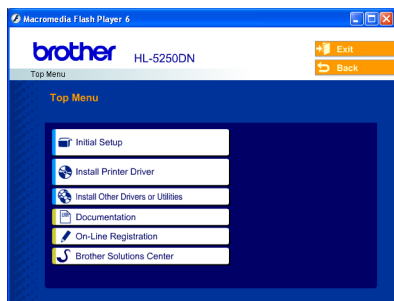 Macromedia Flash Player 6
brother HL-5250DN
Exit
Back
Top Menu
Top Menu
Initial Setup
Install Printer Driver
Install Other Drivers or Utilities
Documentation
On-Line Registration
Brother Solutions Center